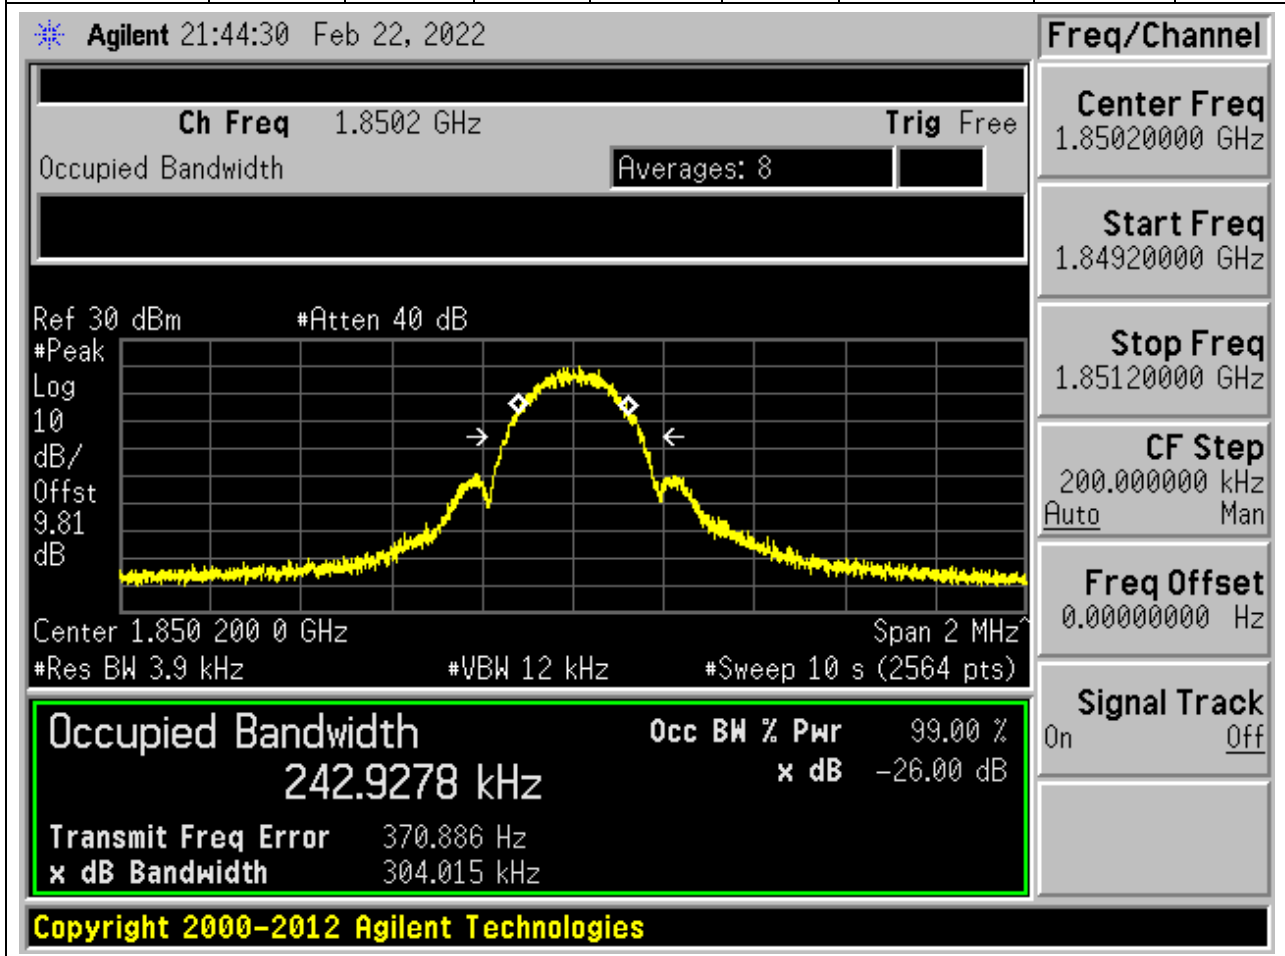 Agilent 21:44:30 Feb 22, 2022
Freq/Channel
Ch Freq 1.8502 GHz
Trig Free
Occupied Bandwidth
Averages: 8
Center Freq
1.85020000 GHz
Start Freq
1.84920000 GHz
Stop Freq
1.85120000 GHz
CF Step
200.000000 kHz
Auto Man
Freq Offset
0.00000000 Hz
Signal Track
On Off
Ref 30 dBm #Atten 40 dB
#Peak
Log
10
dB/
Offst
9.81
dB
Center 1.850 200 0 GHz Span 2 MHz^
#Res BW 3.9 kHz #VBW 12 kHz #Sweep 10 s (2564 pts)
Occupied Bandwidth
242.9278 kHz
Occ BW % Pwr 99.00 %
x dB -26.00 dB
Transmit Freq Error 370.886 Hz
x dB Bandwidth 304.015 kHz
Copyright 2000-2012 Agilent Technologies